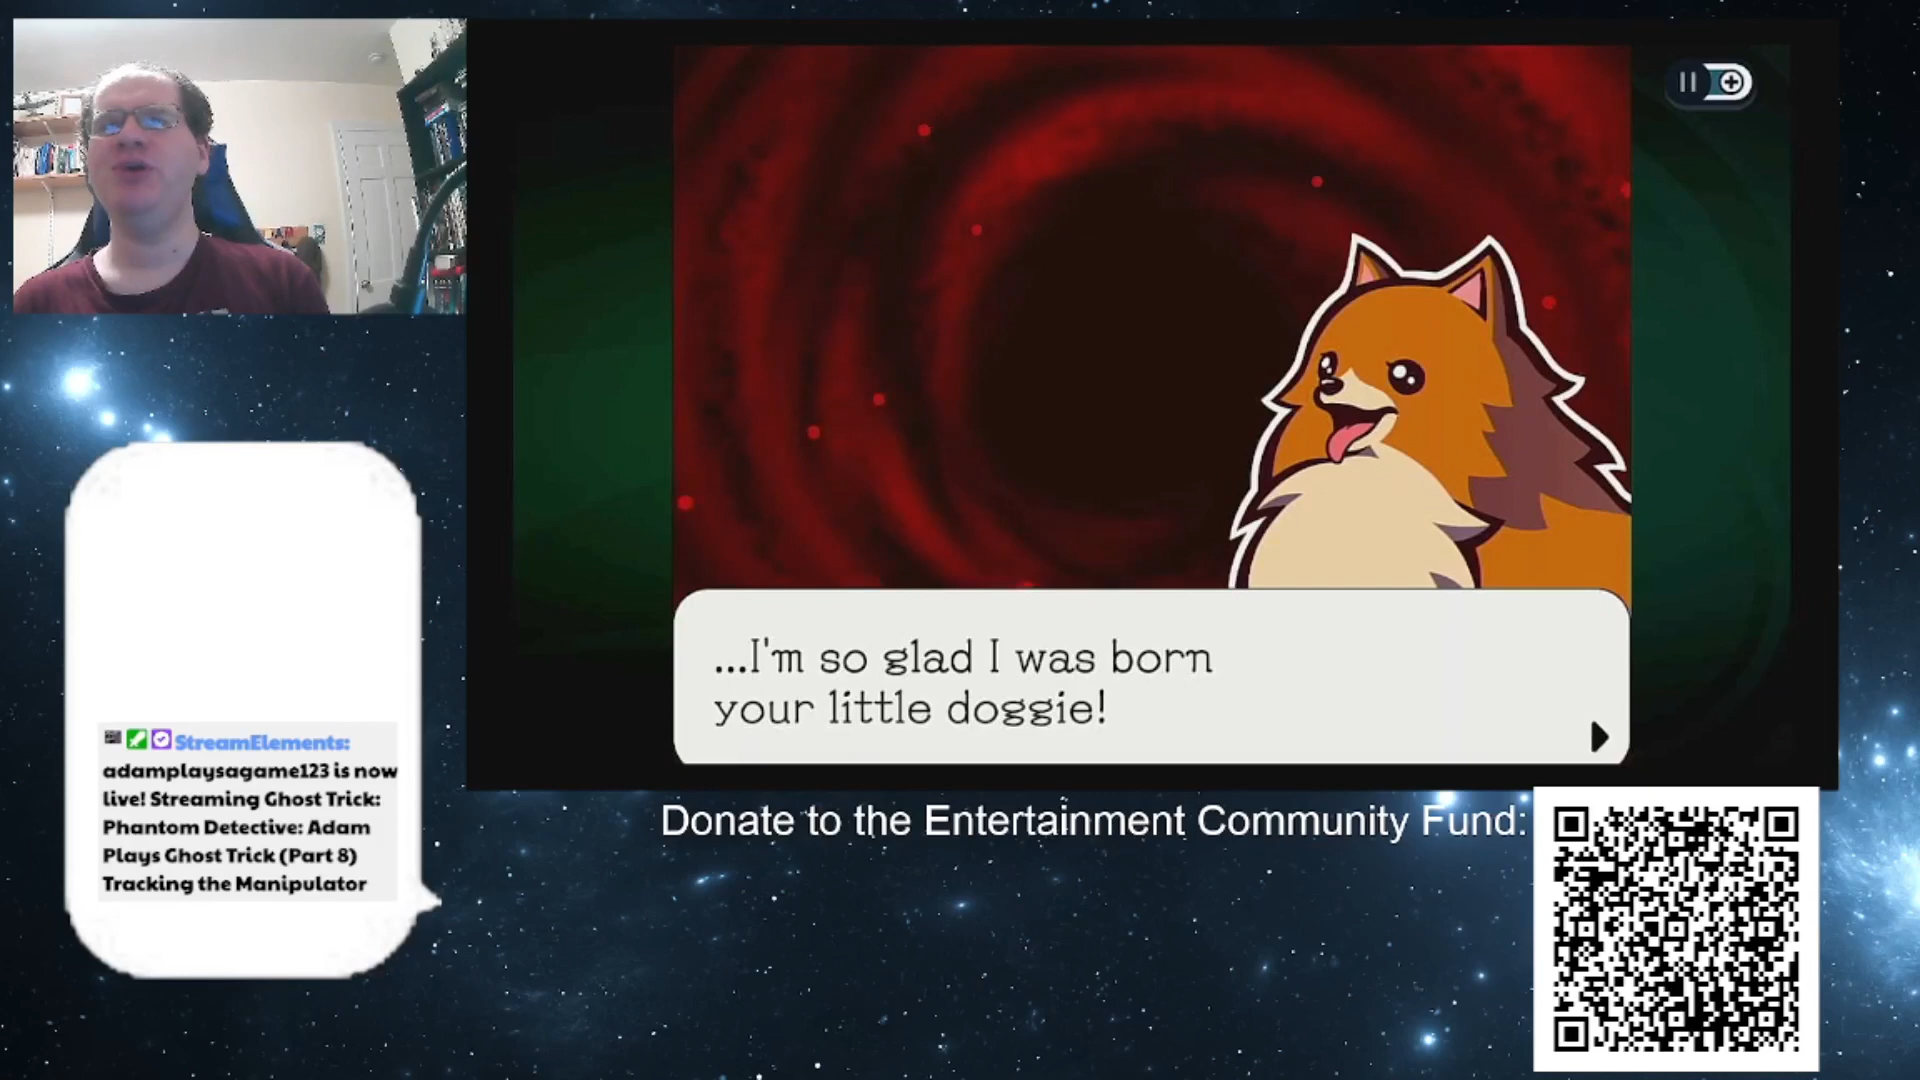 ...I'm so glad I was born
your little doggie!
StreamElements:
adamplaysagame123 is now
live! Streaming Ghost Trick:
Phantom Detective: Adam
Plays Ghost Trick (Part 8)
Tracking the Manipulator
Donate to the Entertainment Community Fund: